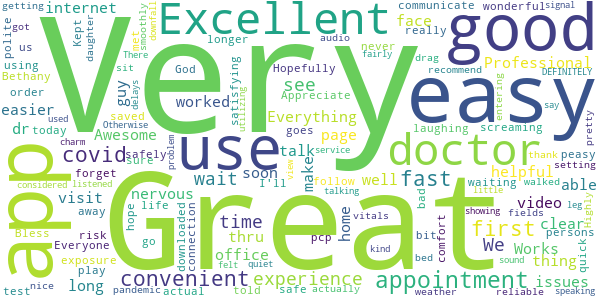 getting
internet
Excellent
communicate
wonderful
signal
polite
got
Kept
daughter
There
met
smoothly
downfall
longer
audio
face
really
never
good
us
using
Bethany
God
satisfying
fairly
drag
recommend
Professional
DEFINITELY
order
sit
delays
guy
worked
Hopefully
see
Appreciate
utilizing
entering
easy
easier
saved
Everything
page
laughing
screaming
say
dr
today
Awesome
Otherwise
goes
Very
charm
use
talk
service
doctor
pretty
used
covid
safely
problem
make
view
thank
peasy
app
forget
sure
nervous
wait
soon
I'll
well
fast
helpful
setting
considered
listened
visit
hope
life
downloaded
connection
follow
talking
bad
waiting
walked
able
Bless
away
Great
time
home
vitals
little
video
leg
Highly
Everyone
risk
go
thru
pcp
bit
comfort
showing
first
fields
clear
persons
exposure
office
felt
quiet
kind
bed
We
Works
thing
quick
play
convenient
experience
appointment
sound
issues
test
nice
long
pandemic
actual
told
safe
actually
weather
reliable
speaking